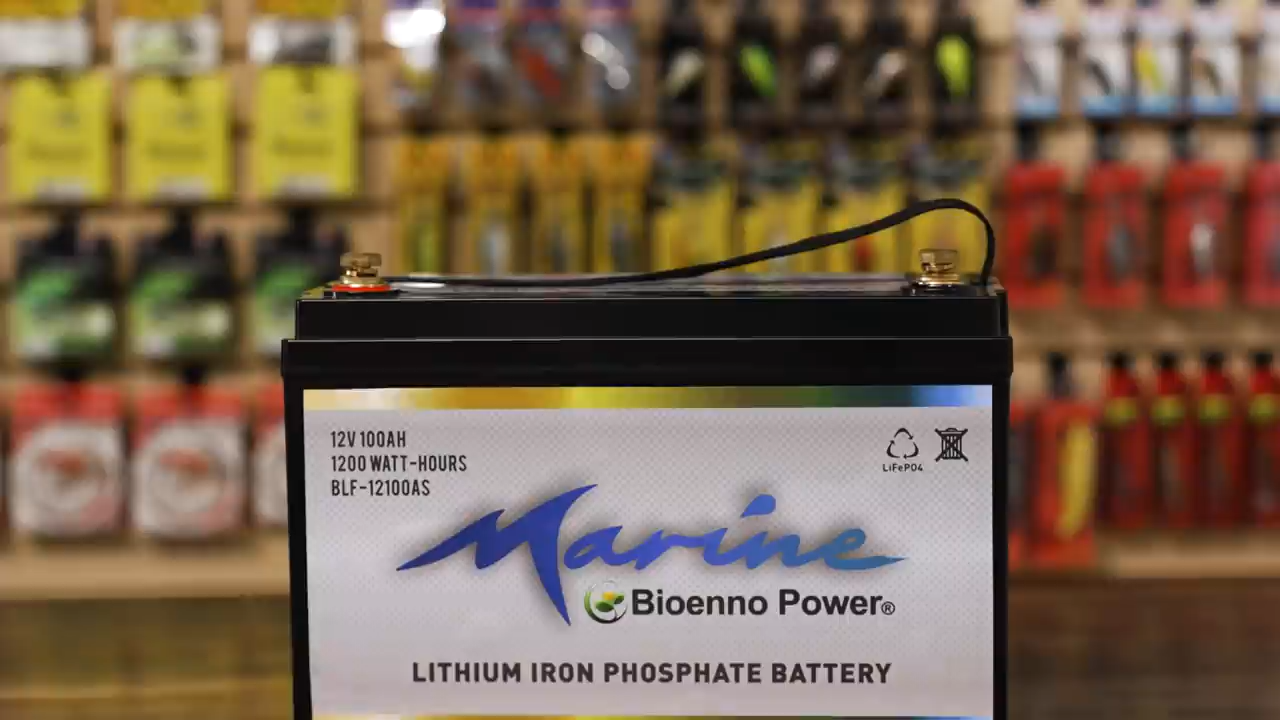 12V 100AH
1200 WATT-HOURS
BLF-12100AS
LiFePO4
Marine
Bioenno Power®
LITHIUM IRON PHOSPHATE BATTERY